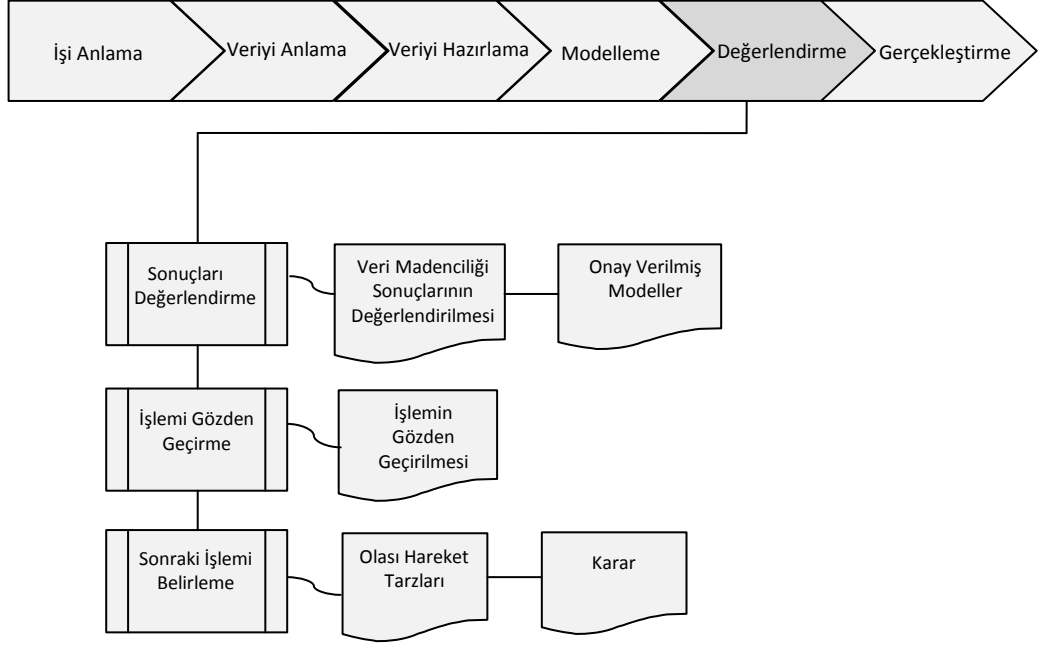 İşi Anlama
Veriyi Anlama
Veriyi Hazırlama
Modelleme
Değerlendirme
Gerçekleştirme
Sonuçları
Değerlendirme
Veri Madenciliği
Sonuçlarının
Değerlendirilmesi
Onay Verilmiş
Modeller
İşlemi Gözden
Geçirme
İşlemin
Gözden
Geçirilmesi
Sonraki İşlemi
Belirleme
Olası Hareket
Tarzları
Karar